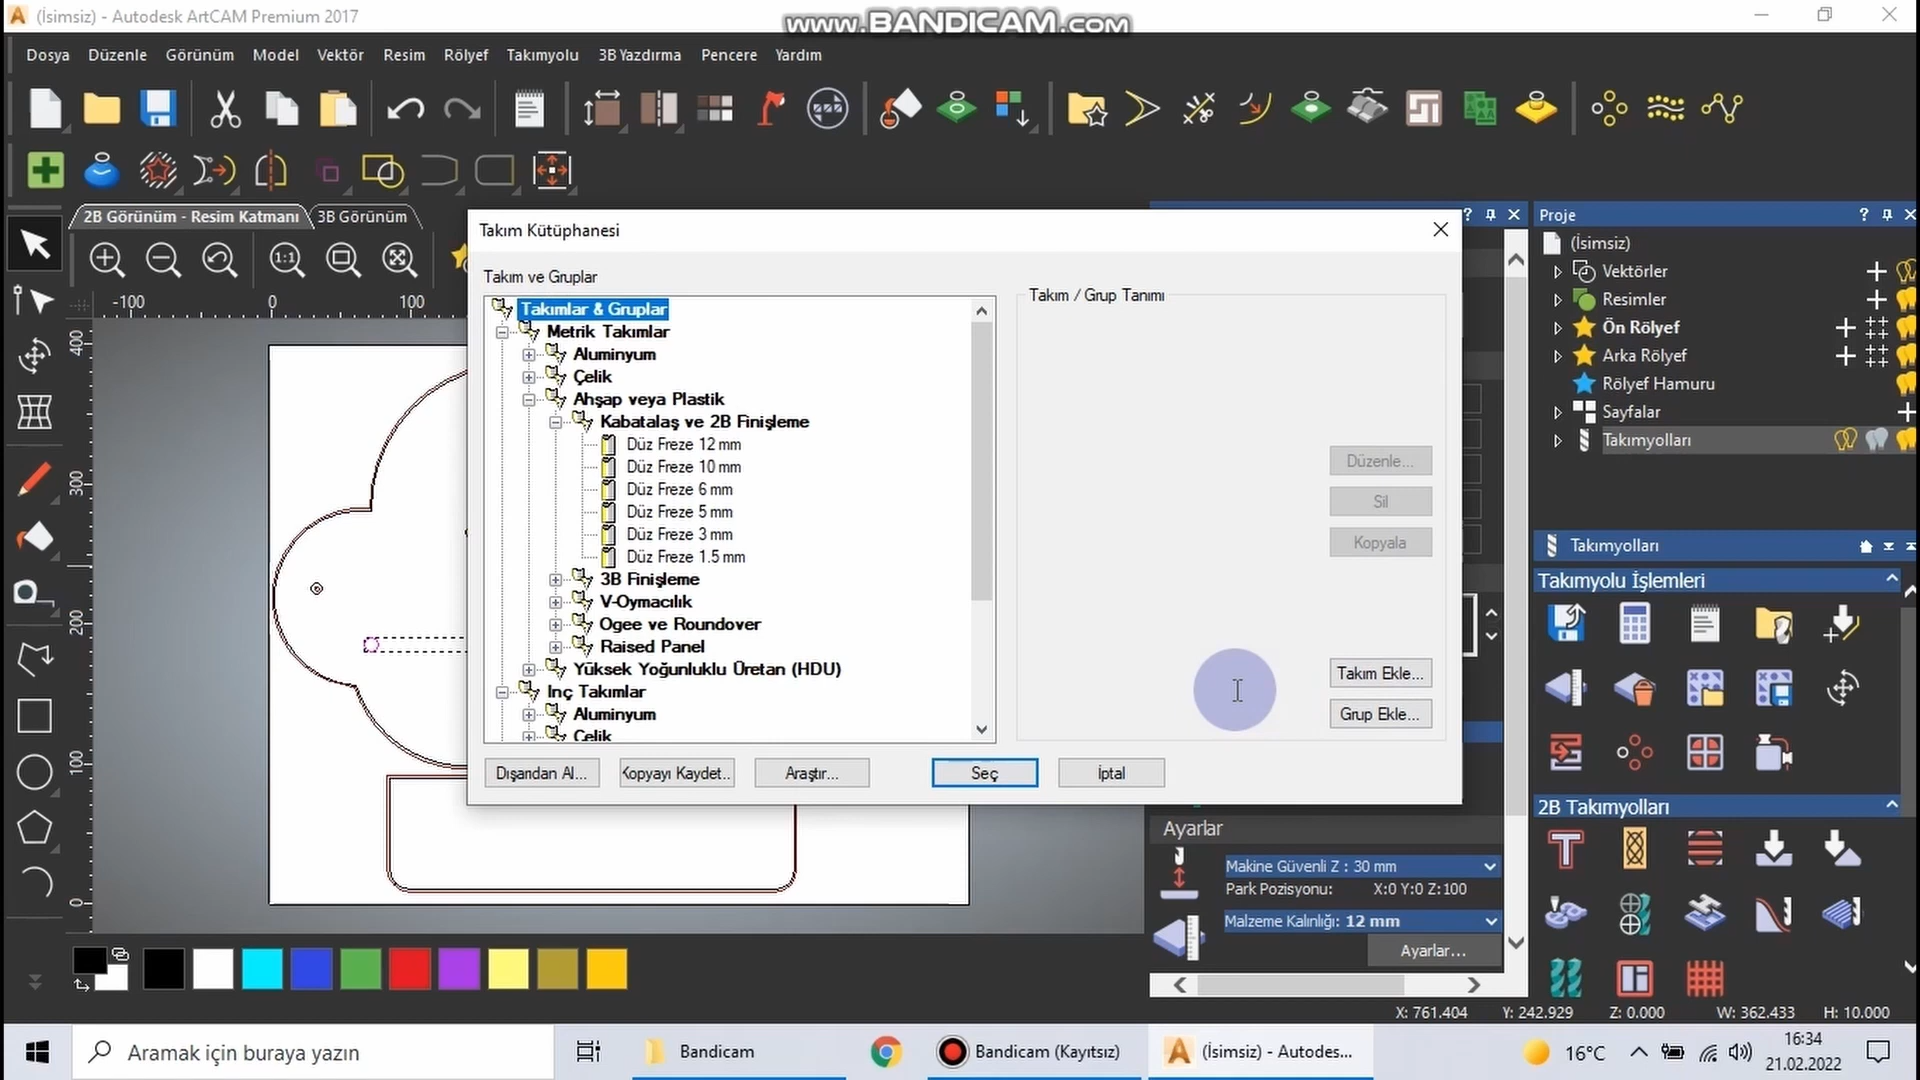 (İsimsiz) - Autodesk ArtCAM Premium 2017
www.BANDICAM.com
Dosya Düzenle Görünüm Model Vektör Resim Rölyef Takımyolu 3B Yazdırma Pencere Yardım
2B Görünüm - Resim Katmanı 3B Görünüm
1:1
-100 0 100
400
300
200
100
0
Takım Kütüphanesi
Takım ve Gruplar
Takımlar & Gruplar
Metrik Takımlar
Aluminyum
Çelik
Ahşap veya Plastik
Kabatalaş ve 2B Finişleme
Düz Freze 12 mm
Düz Freze 10 mm
Düz Freze 6 mm
Düz Freze 5 mm
Düz Freze 3 mm
Düz Freze 1.5 mm
3B Finişleme
V-Oymacılık
Ogee ve Roundover
Raised Panel
Yüksek Yoğunluklu Üretan (HDU)
Inç Takımlar
Aluminyum
Çelik
Takım / Grup Tanımı
Düzenle...
Sil
Kopyala
Takım Ekle...
Grup Ekle...
Dışarıdan Al... Kopyayı Kaydet.. Araştır... Seç İptal
Ayarlar
Makine Güvenli Z : 30 mm
Park Pozisyonu: X:0 Y:0 Z:100
Malzeme Kalınlığı: 12 mm
Ayarlar...
Proje
(İsimsiz)
Vektörler
Resimler
Ön Rölyef
Arka Rölyef
Rölyef Hamuru
Sayfalar
Takımyolları
Takımyolları
Takımyolu İşlemleri
2B Takımyolları
X: 761.404 Y: 242.929 Z: 0.000 W: 362.433 H: 10.000
Aramak için buraya yazın
Bandicam
Bandicam (Kayıtsız)
(İsimsiz) - Autodes...
16°C
16:34
21.02.2022